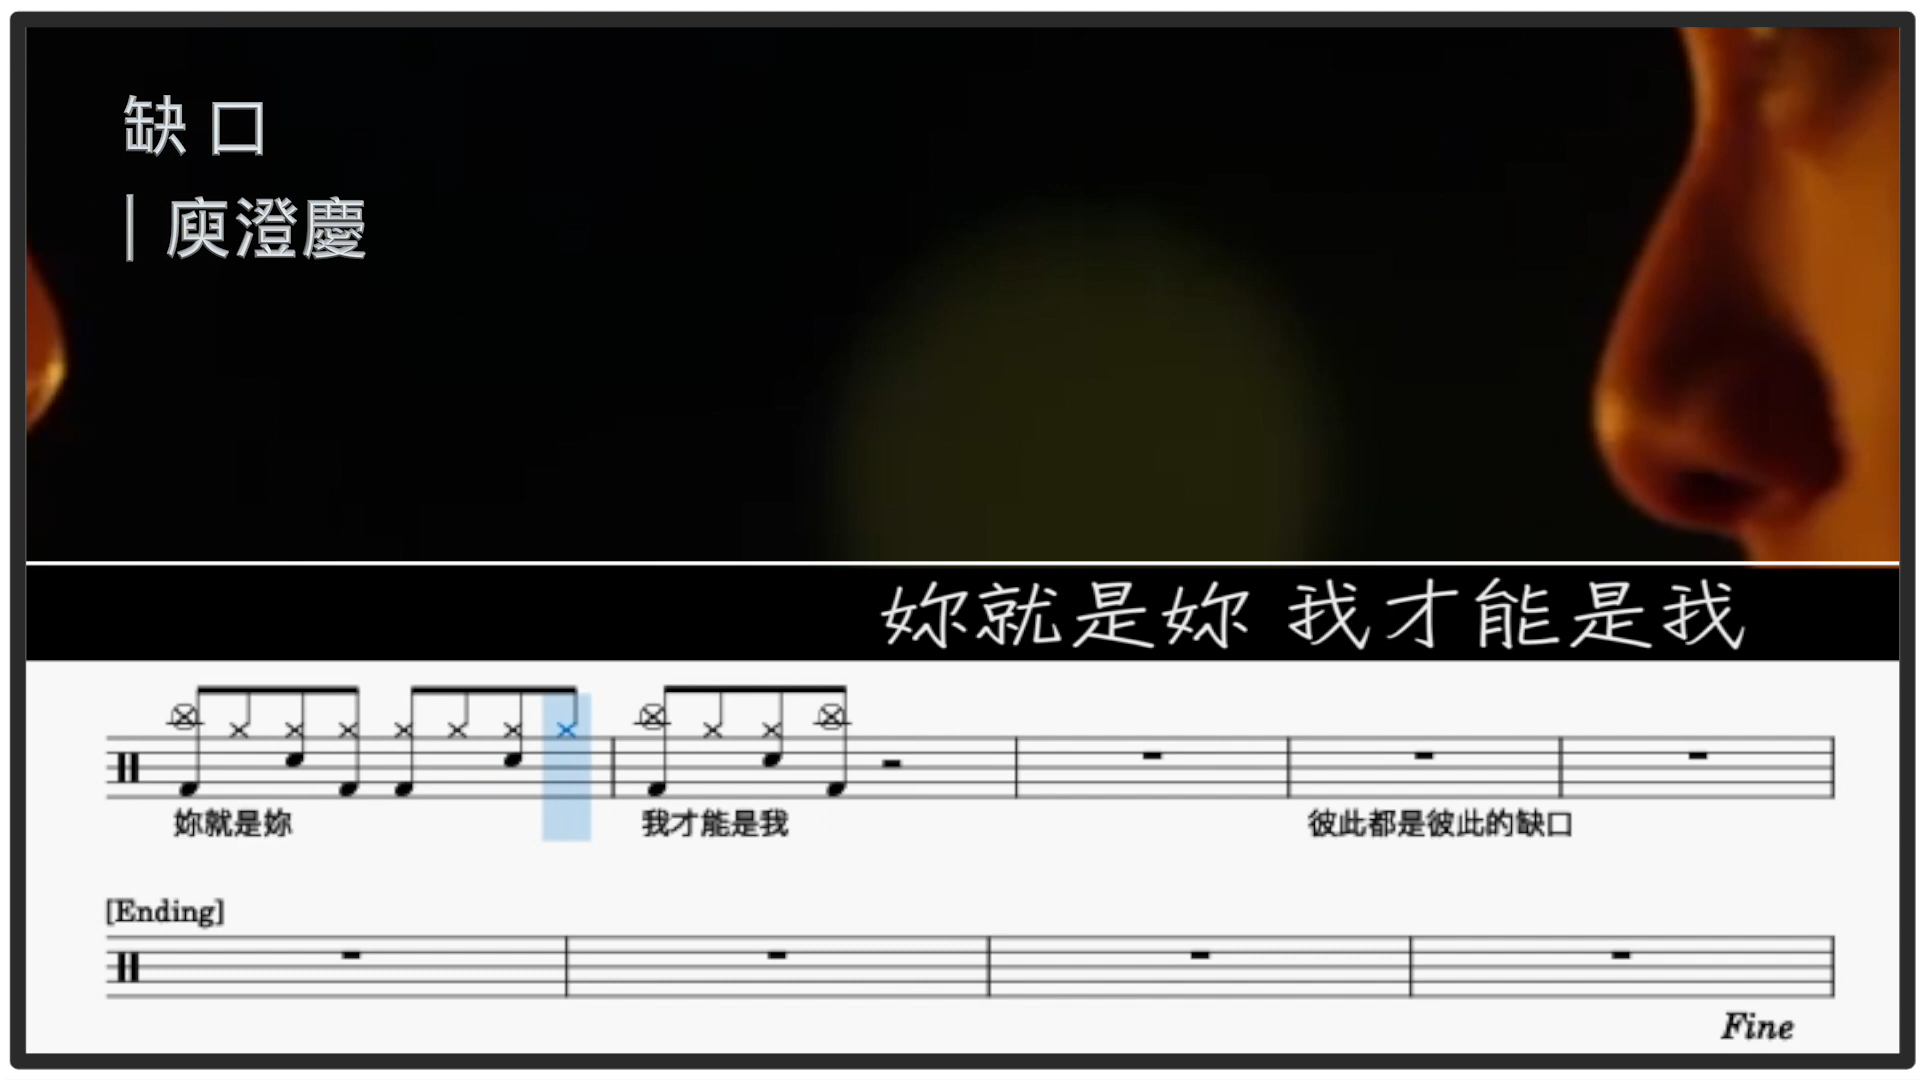 缺口
| 庾澄慶
妳就是妳 我才能是我
妳就是妳 我才能是我 彼此都是彼此的缺口
[Ending]
Fine